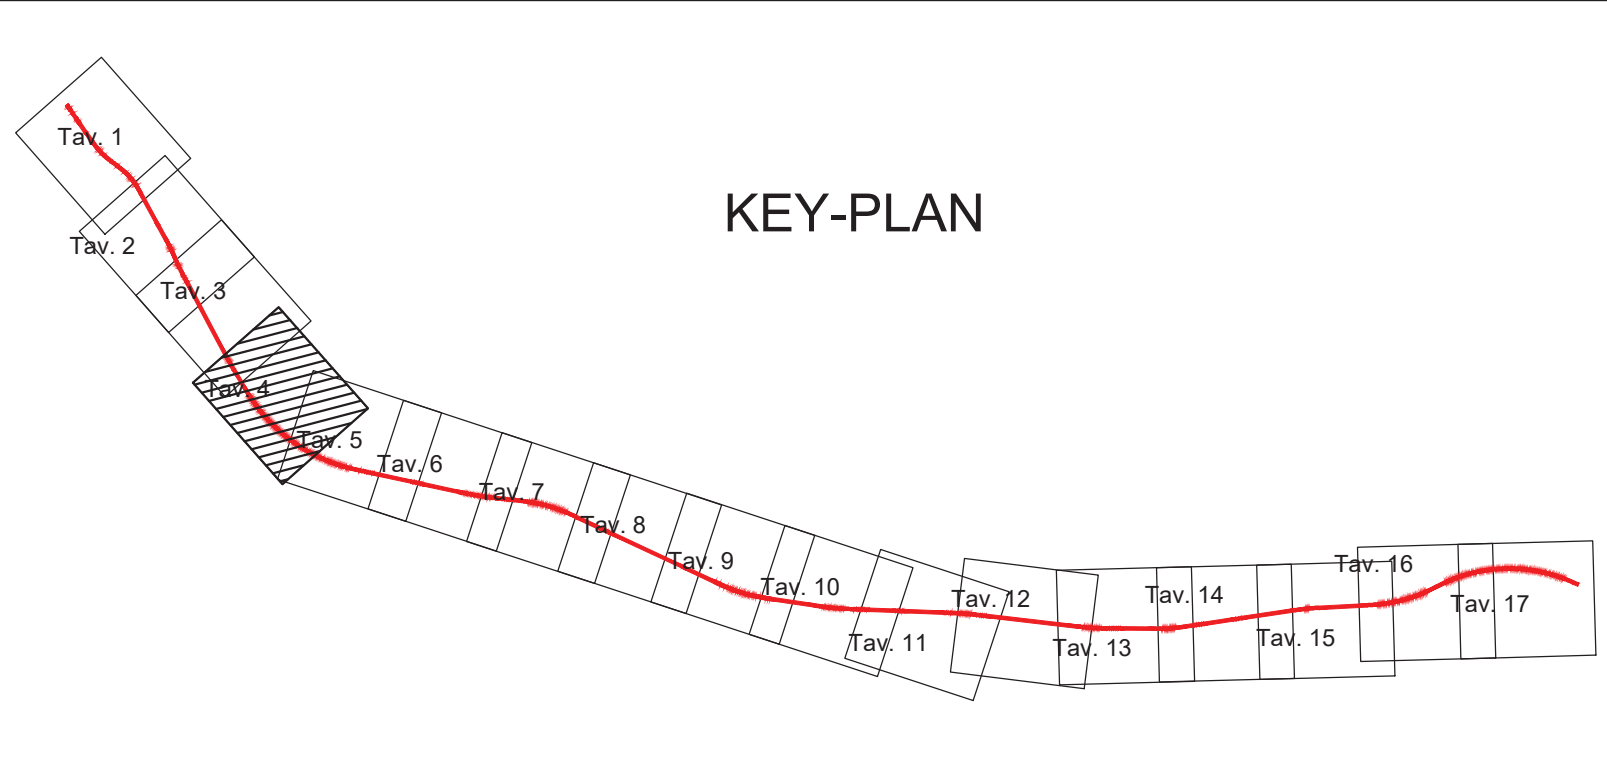 KEY-PLAN
Tav. 1
Tav. 2
Tav. 3
Tav. 4
Tav. 5
Tav. 6
Tav. 7
Tav. 8
Tav. 9
Tav. 10
Tav. 11
Tav. 12
Tav. 13
Tav. 14
Tav. 15
Tav. 16
Tav. 17